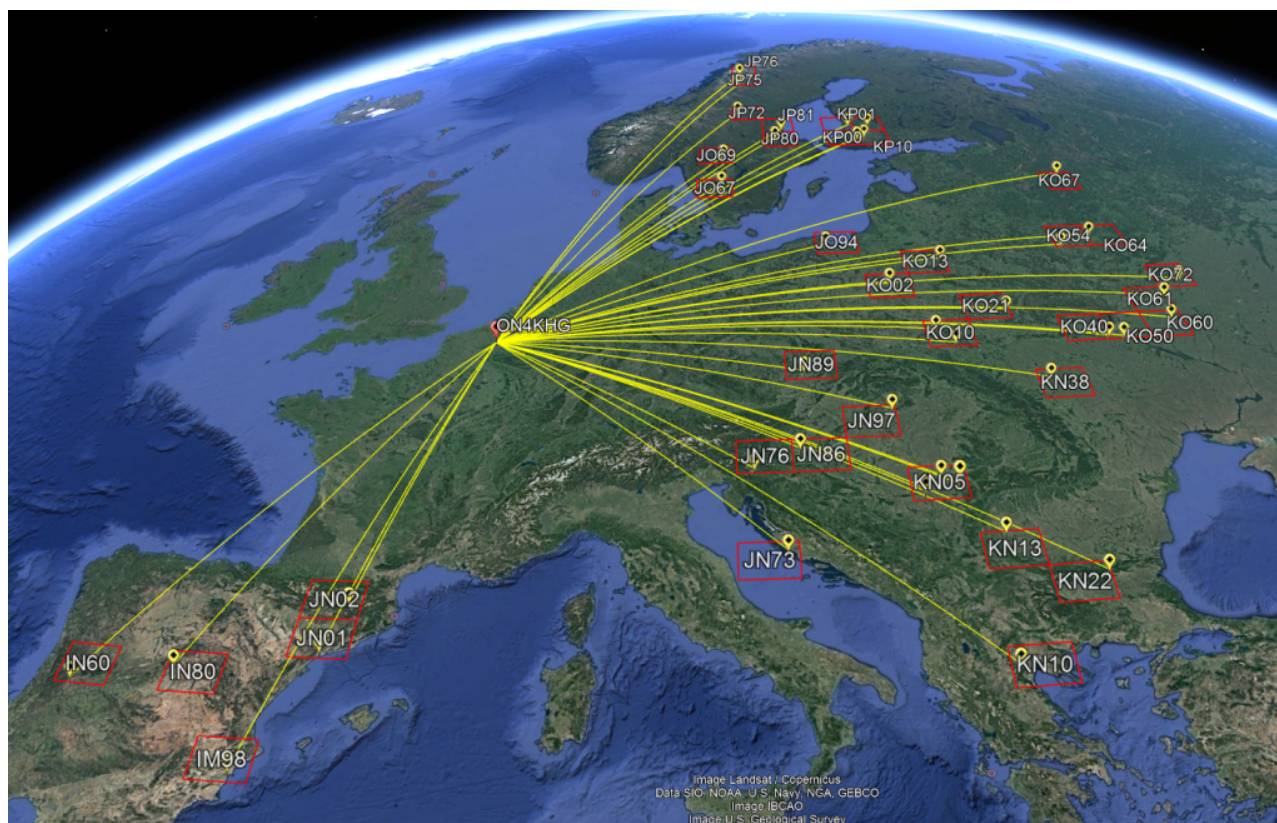 JP76
JP75
JP72
JP81
JP80
KP01
KP00
KP10
JO69
JO67
KO67
JO94
KO54
KO64
KO13
KO02
KO72
KO61
KO21
KO60
KO10
KO40
KO50
ON4KHG
JN89
KN38
JN97
JN76
JN86
KN05
JN73
KN13
KN22
JN02
JN01
IN60
IN80
KN10
IM98
Image Landsat / Copernicus
Data SIO, NOAA, U.S. Navy, NGA, GEBCO
Image IBCAO
Image U.S. Geological Survey